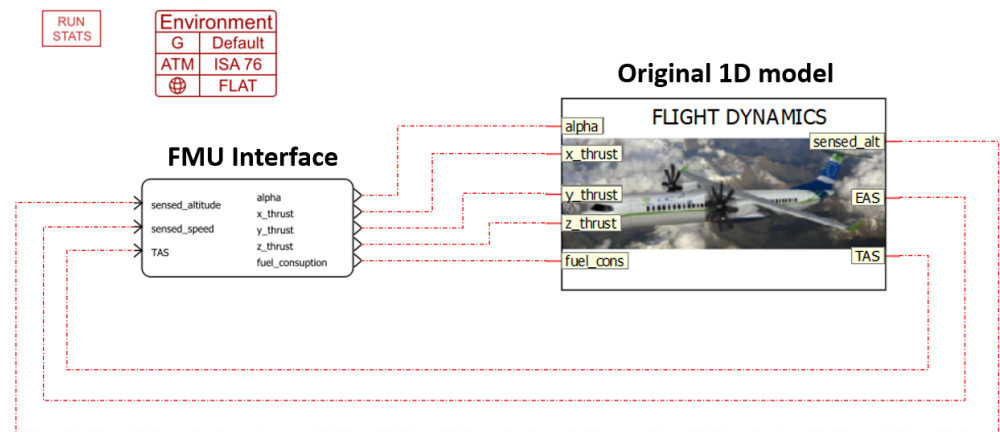 RUN
STATS
Environment
G Default
ATM ISA 76
FLAT
Original 1D model
FLIGHT DYNAMICS
alpha
x_thrust
y_thrust
z_thrust
fuel_cons
sensed_alt
EAS
TAS
FMU Interface
sensed_altitude
sensed_speed
TAS
alpha
x_thrust
y_thrust
z_thrust
fuel_consuption